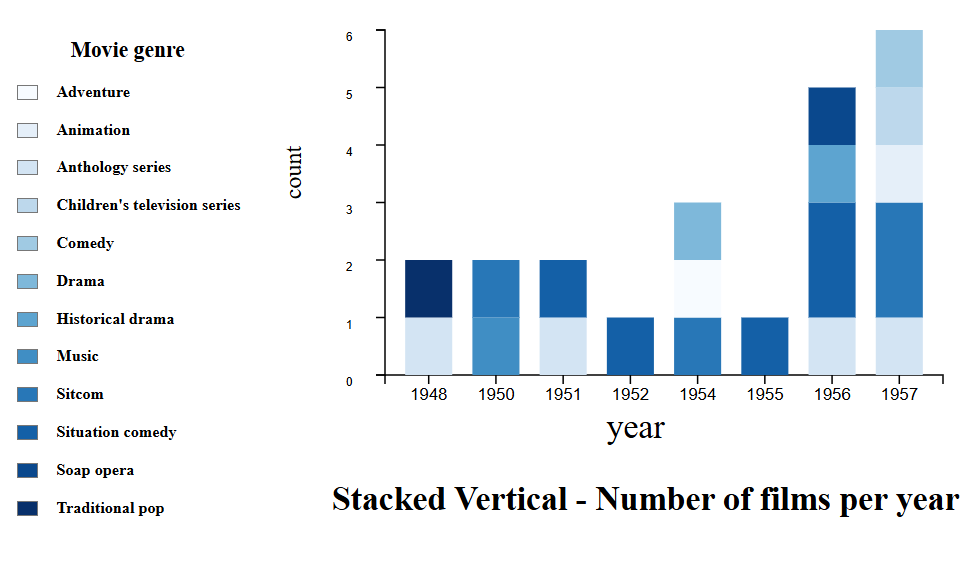 Movie genre
Adventure
Animation
Anthology series
Children's television series
Comedy
Drama
Historical drama
Music
Sitcom
Situation comedy
Soap opera
Traditional pop
count
6
5
4
3
2
1
0
1948 1950 1951 1952 1954 1955 1956 1957
year
Stacked Vertical - Number of films per year